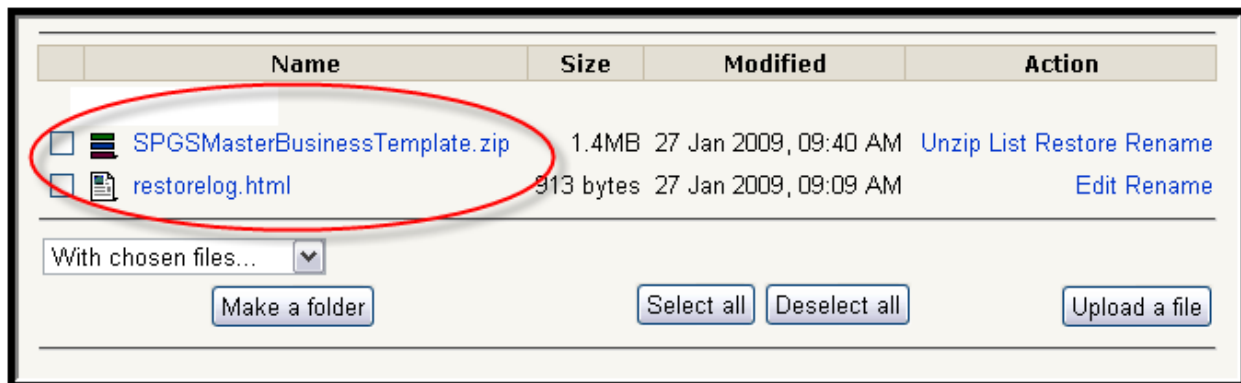 Name Size Modified Action
SPGSMasterBusinessTemplate.zip 1.4MB 27 Jan 2009, 09:40 AM Unzip List Restore Rename
restorelog.html 913 bytes 27 Jan 2009, 09:09 AM Edit Rename
With chosen files...
Make a folder Select all Deselect all Upload a file